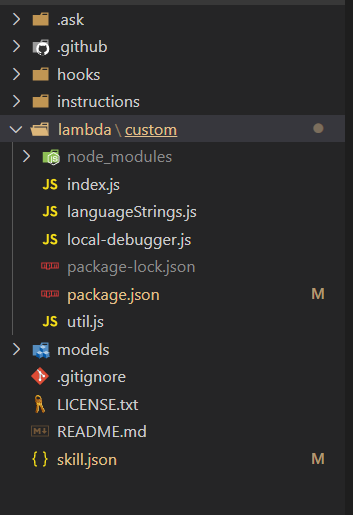 .ask
.github
hooks
instructions
lambda \ custom
node_modules
JS index.js
JS languageStrings.js
JS local-debugger.js
package-lock.json
package.json M
util.js
models
.gitignore
LICENSE.txt
README.md
{ } skill.json M